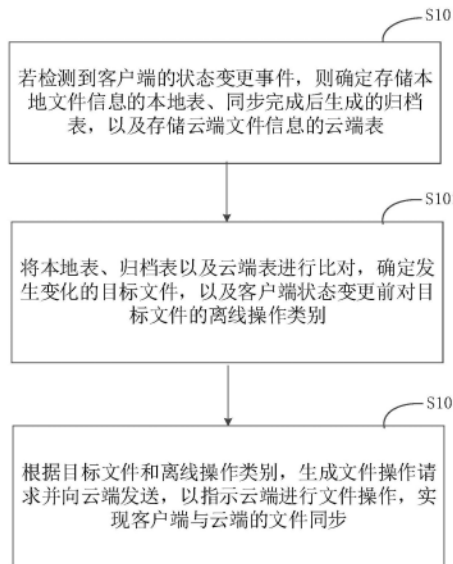 S10
若检测到客户端的状态变更事件，则确定存储本
地文件信息的本地表、同步完成后生成的归档
表，以及存储云端文件信息的云端表
S10
将本地表、归档表以及云端表进行比对，确定发
生变化的目标文件，以及客户端状态变更前对目
标文件的离线操作类别
S10
根据目标文件和离线操作类别，生成文件操作请
求并向云端发送，以指示云端进行文件操作，实
现客户端与云端的文件同步